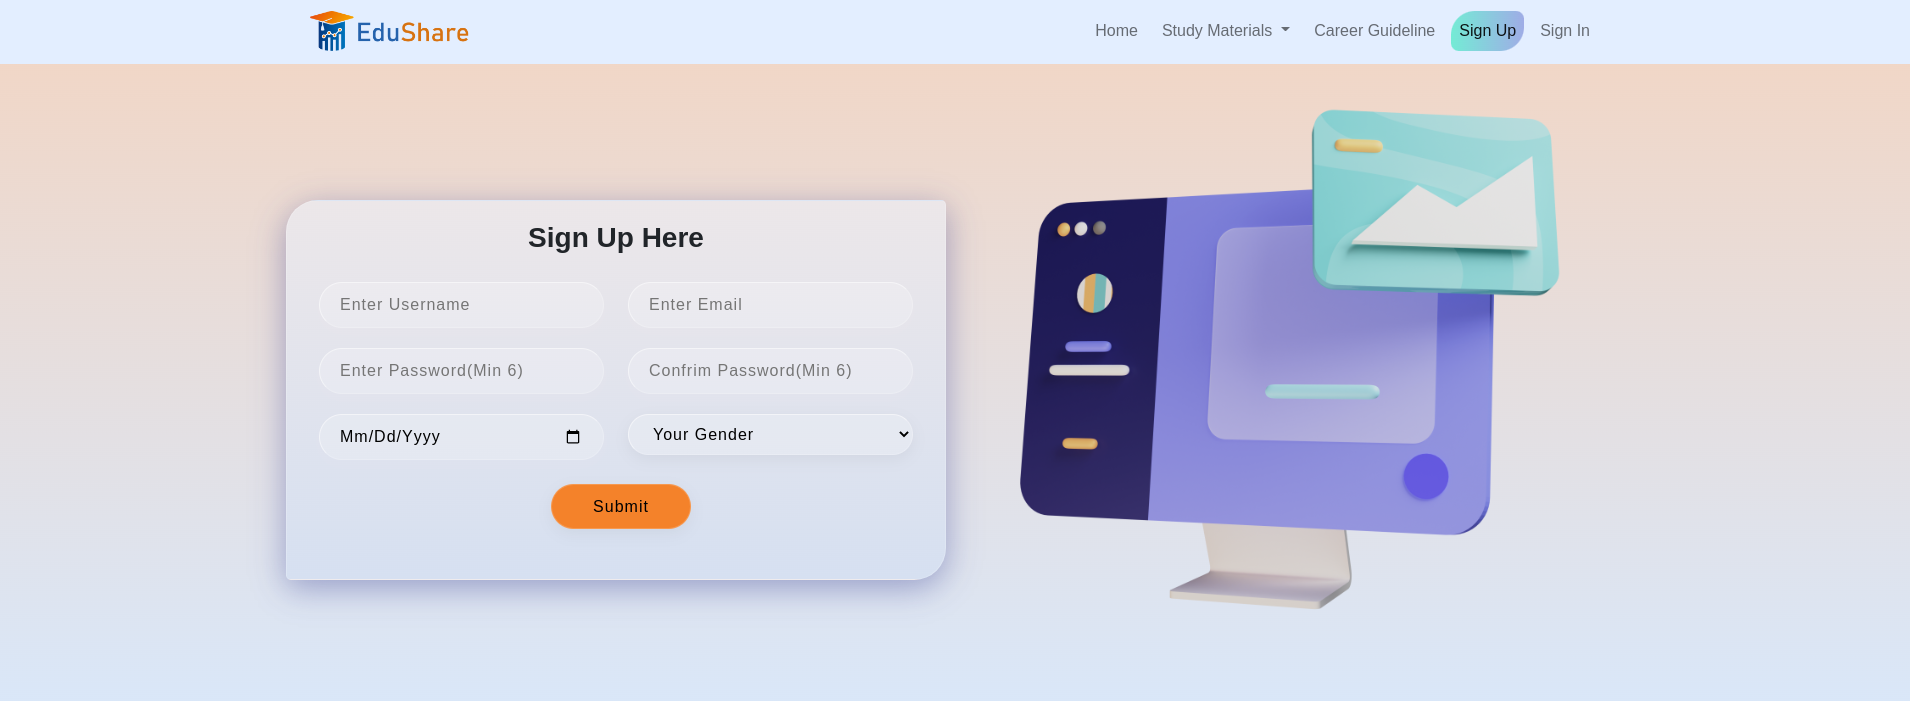 EduShare
Home Study Materials Career Guideline Sign Up Sign In
Sign Up Here
Enter Username Enter Email
Enter Password(Min 6) Confrim Password(Min 6)
Mm/Dd/Yyyy Your Gender
Submit